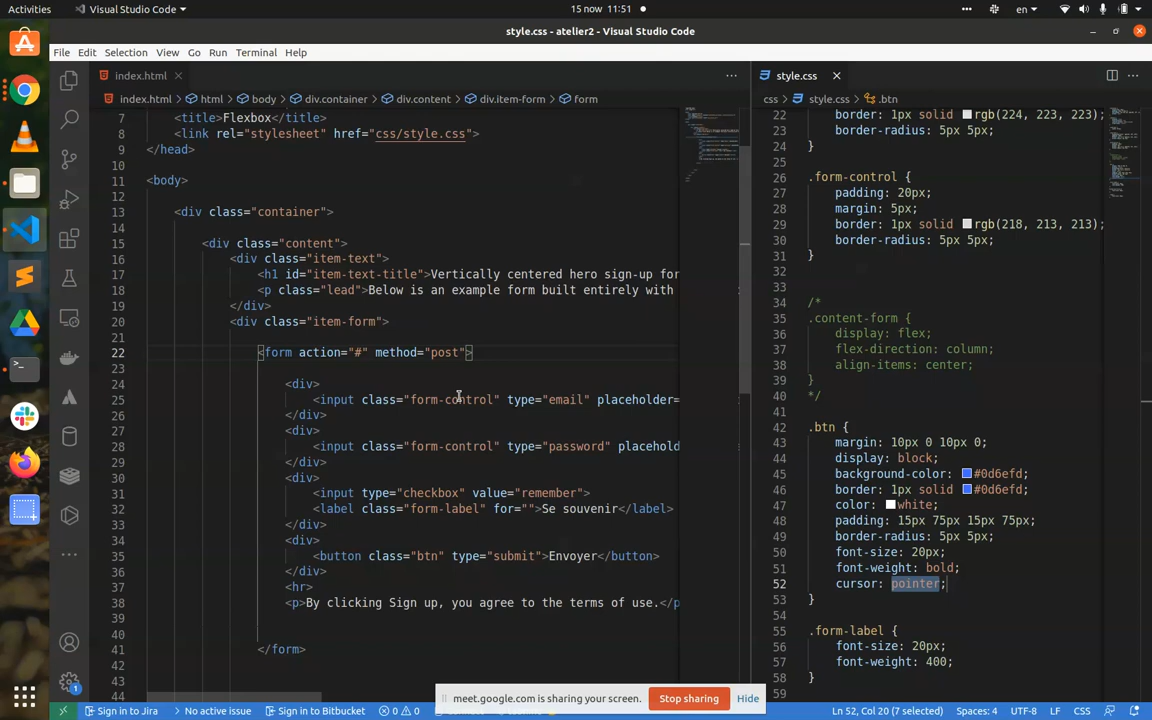 Activities
Visual Studio Code
15 nov 11:51
en
style.css - atelier2 - Visual Studio Code
File Edit Selection View Go Run Terminal Help
index.html
index.html > html > body > div.container > div.content > div.item-form > form
7 <title>Flexbox</title>
8 <link rel="stylesheet" href="css/style.css">
9 </head>
10
11 <body>
12
13 <div class="container">
14
15 <div class="content">
16 <div class="item-text">
17 <h1 id="item-text-title">Vertically centered hero sign-up for
18 <p class="lead">Below is an example form built entirely with
19 </div>
20 <div class="item-form">
21
22 <form action="#" method="post">
23
24 <div>
25 <input class="form-control" type="email" placeholder=
26 </div>
27 <div>
28 <input class="form-control" type="password" placehold
29 </div>
30 <div>
31 <input type="checkbox" value="remember">
32 <label class="form-label" for="">Se souvenir</label>
33 </div>
34 <div>
35 <button class="btn" type="submit">Envoyer</button>
36 </div>
37 <hr>
38 <p>By clicking Sign up, you agree to the terms of use.</p
39
40
41 </form>
42
43
44
style.css
css > style.css > .btn
22 border: 1px solid rgb(224, 223, 223);
23 border-radius: 5px 5px;
24 }
25
26 .form-control {
27 padding: 20px;
28 margin: 5px;
29 border: 1px solid rgb(218, 213, 213);
30 border-radius: 5px 5px;
31 }
32
33
34 /*
35 .content-form {
36 display: flex;
37 flex-direction: column;
38 align-items: center;
39 }
40 */
41
42 .btn {
43 margin: 10px 0 10px 0;
44 display: block;
45 background-color: #0d6efd;
46 border: 1px solid #0d6efd;
47 color: white;
48 padding: 15px 75px 15px 75px;
49 border-radius: 5px 5px;
50 font-size: 20px;
51 font-weight: bold;
52 cursor: pointer;
53 }
54
55 .form-label {
56 font-size: 20px;
57 font-weight: 400;
58 }
59
meet.google.com is sharing your screen.
Stop sharing
Hide
1
Sign in to Jira
No active issue
Sign in to Bitbucket
0 0
Ln 52, Col 20 (7 selected)
Spaces: 4
UTF-8
LF
CSS